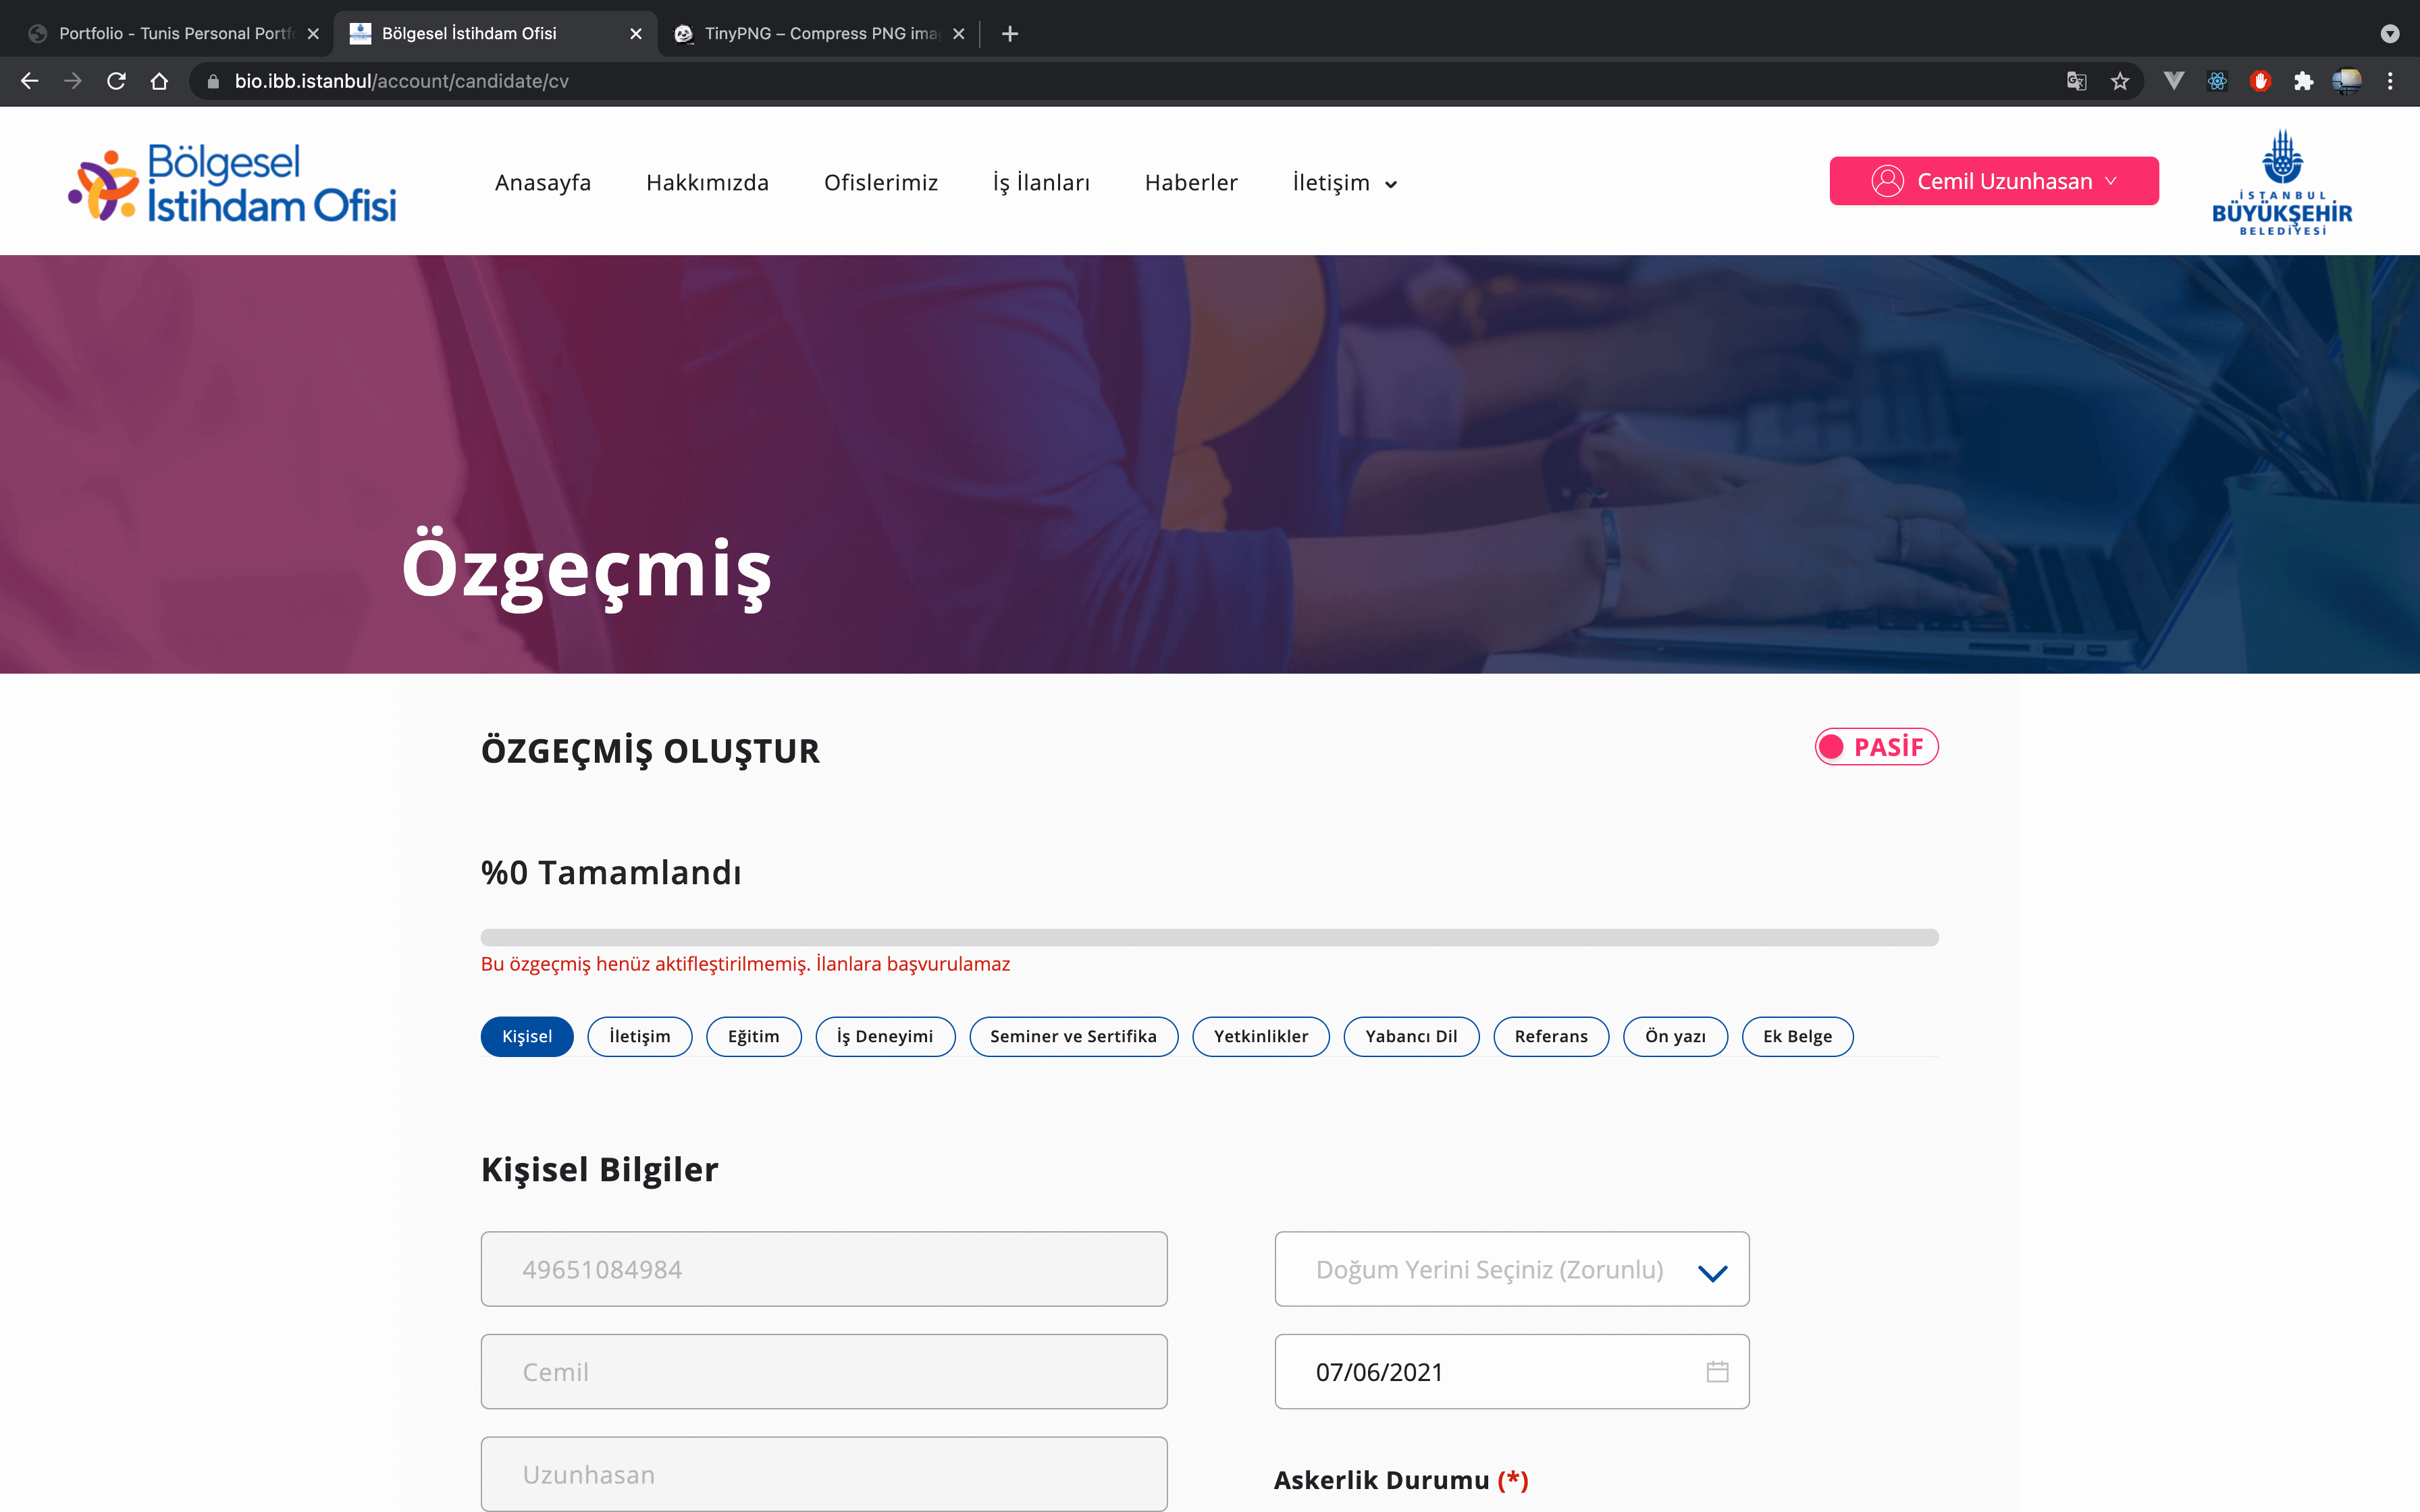 Portfolio - Tunis Personal Portf
Bölgesel İstihdam Ofisi
TinyPNG – Compress PNG ima
bio.ibb.istanbul/account/candidate/cv
Bölgesel
İstihdam Ofisi
Anasayfa
Hakkımızda
Ofislerimiz
İş İlanları
Haberler
İletişim
Cemil Uzunhasan
İSTANBUL
BÜYÜKŞEHİR
BELEDİYESİ
Özgeçmiş
ÖZGEÇMİŞ OLUŞTUR
PASİF
%0 Tamamlandı
Bu özgeçmiş henüz aktifleştirilmemiş. İlanlara başvurulamaz
Kişisel
İletişim
Eğitim
İş Deneyimi
Seminer ve Sertifika
Yetkinlikler
Yabancı Dil
Referans
Ön yazı
Ek Belge
Kişisel Bilgiler
49651084984
Doğum Yerini Seçiniz (Zorunlu)
Cemil
07/06/2021
Uzunhasan
Askerlik Durumu (*)